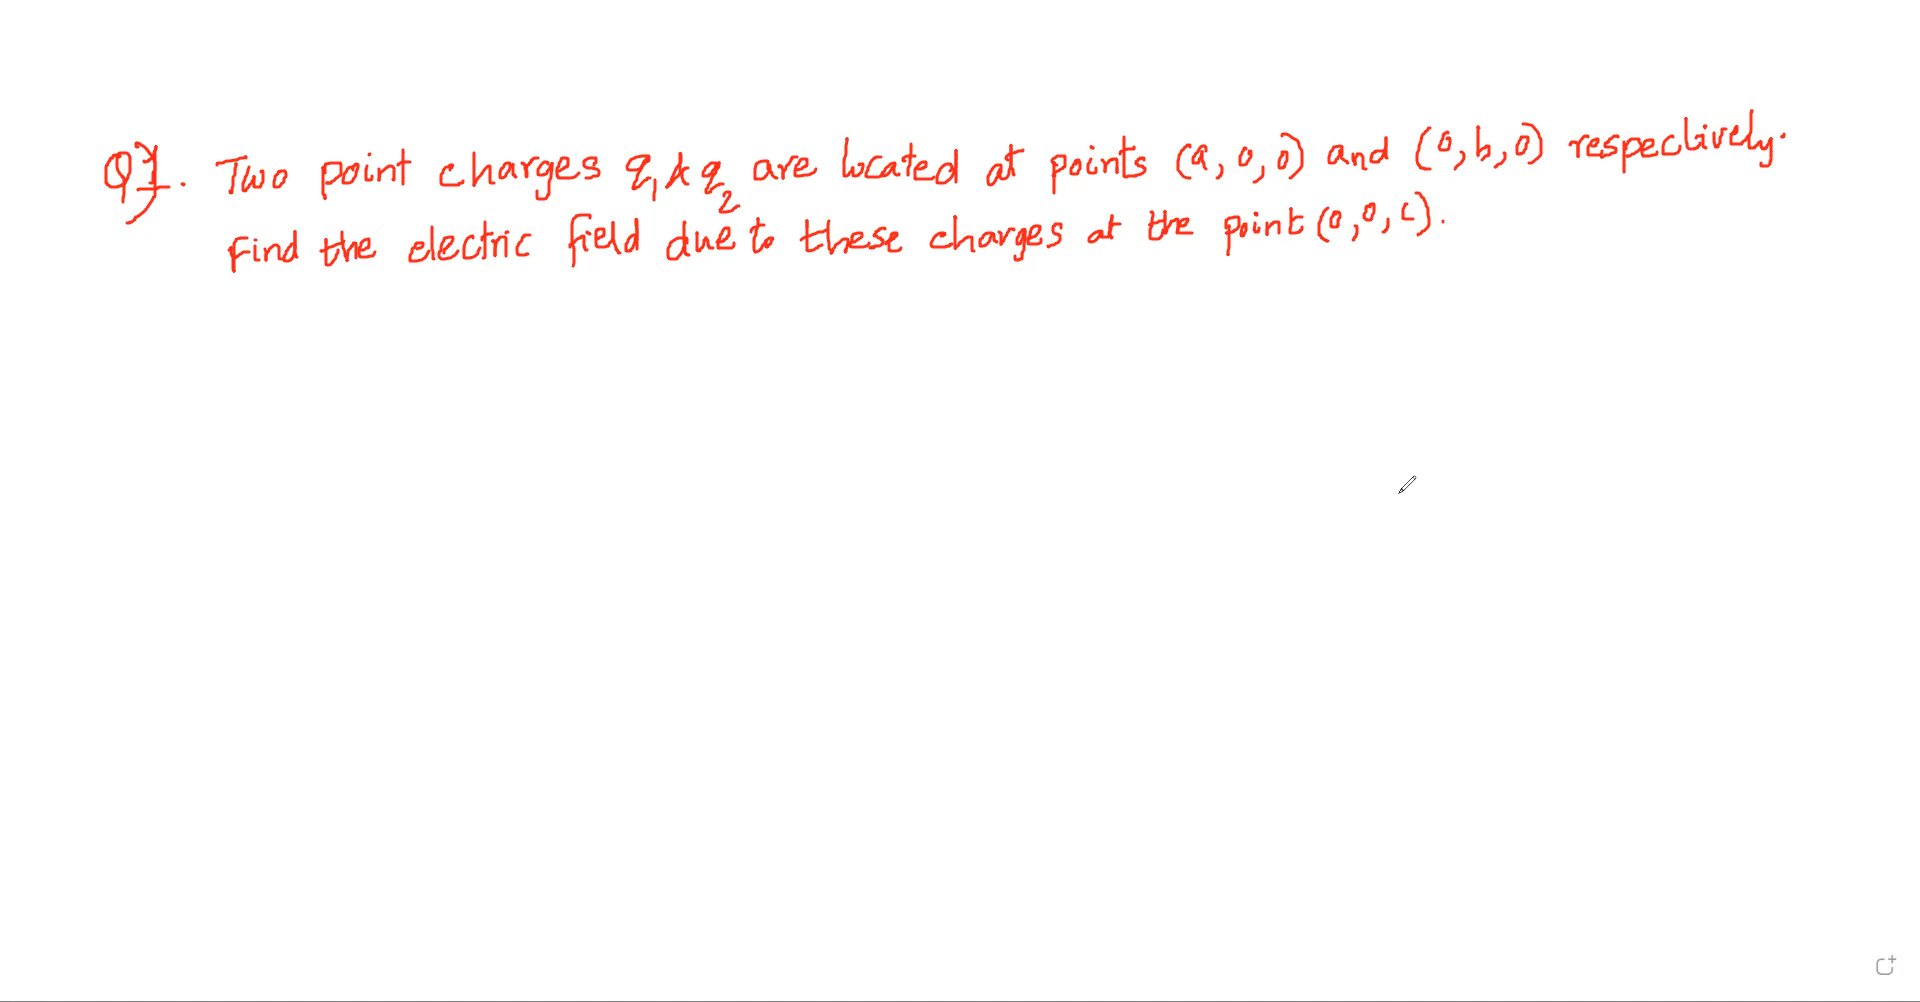 Q1. Two point charges q₁ & q₂ are located at points (a, 0, 0) and (0, b, 0) respectively.
Find the electric field due to these charges at the point (0, 0, c).